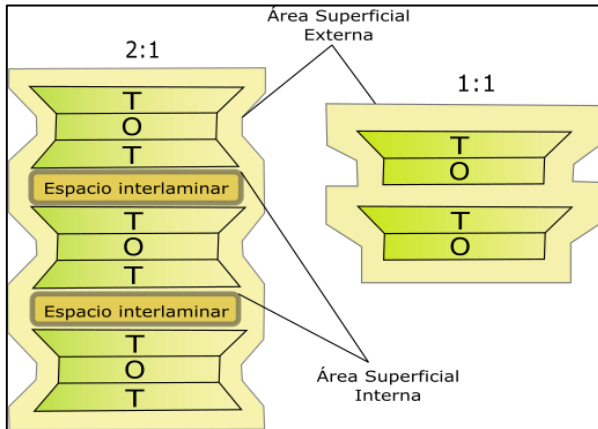 Área Superficial
Externa
2:1
1:1
T
O
T
Espacio interlaminar
T
O
T
Espacio interlaminar
T
O
T
T
O
T
O
Área Superficial
Interna